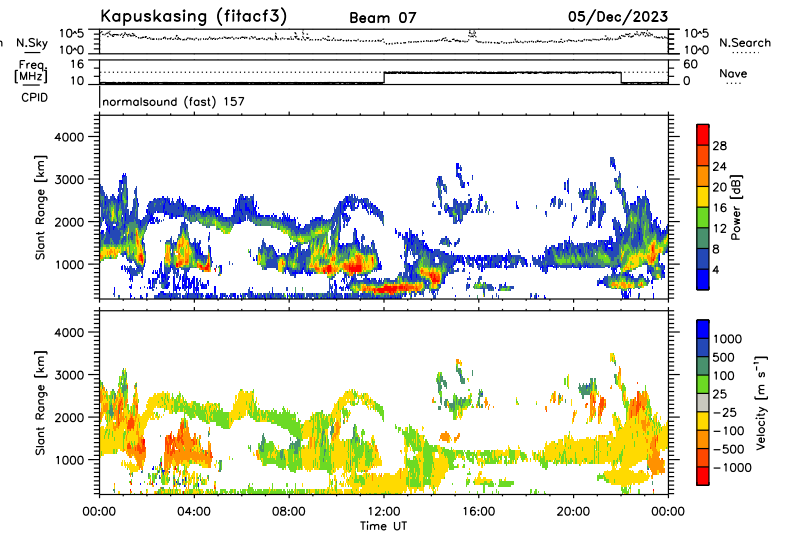 Kapuskasing (fitacf3) Beam 07 05/Dec/2023
N.Sky 10^5 10^5 N.Search
10^0 10^0
Freq. 16 60
[MHz] 10 0 Nave
CPID normalsound (fast) 157
Slant Range [km]
4000
3000
2000
1000
Power [dB]
28
24
20
16
12
8
4
Slant Range [km]
4000
3000
2000
1000
Velocity [m s⁻¹]
1000
500
100
25
-25
-100
-500
-1000
00:00 04:00 08:00 12:00 16:00 20:00 00:00
Time UT